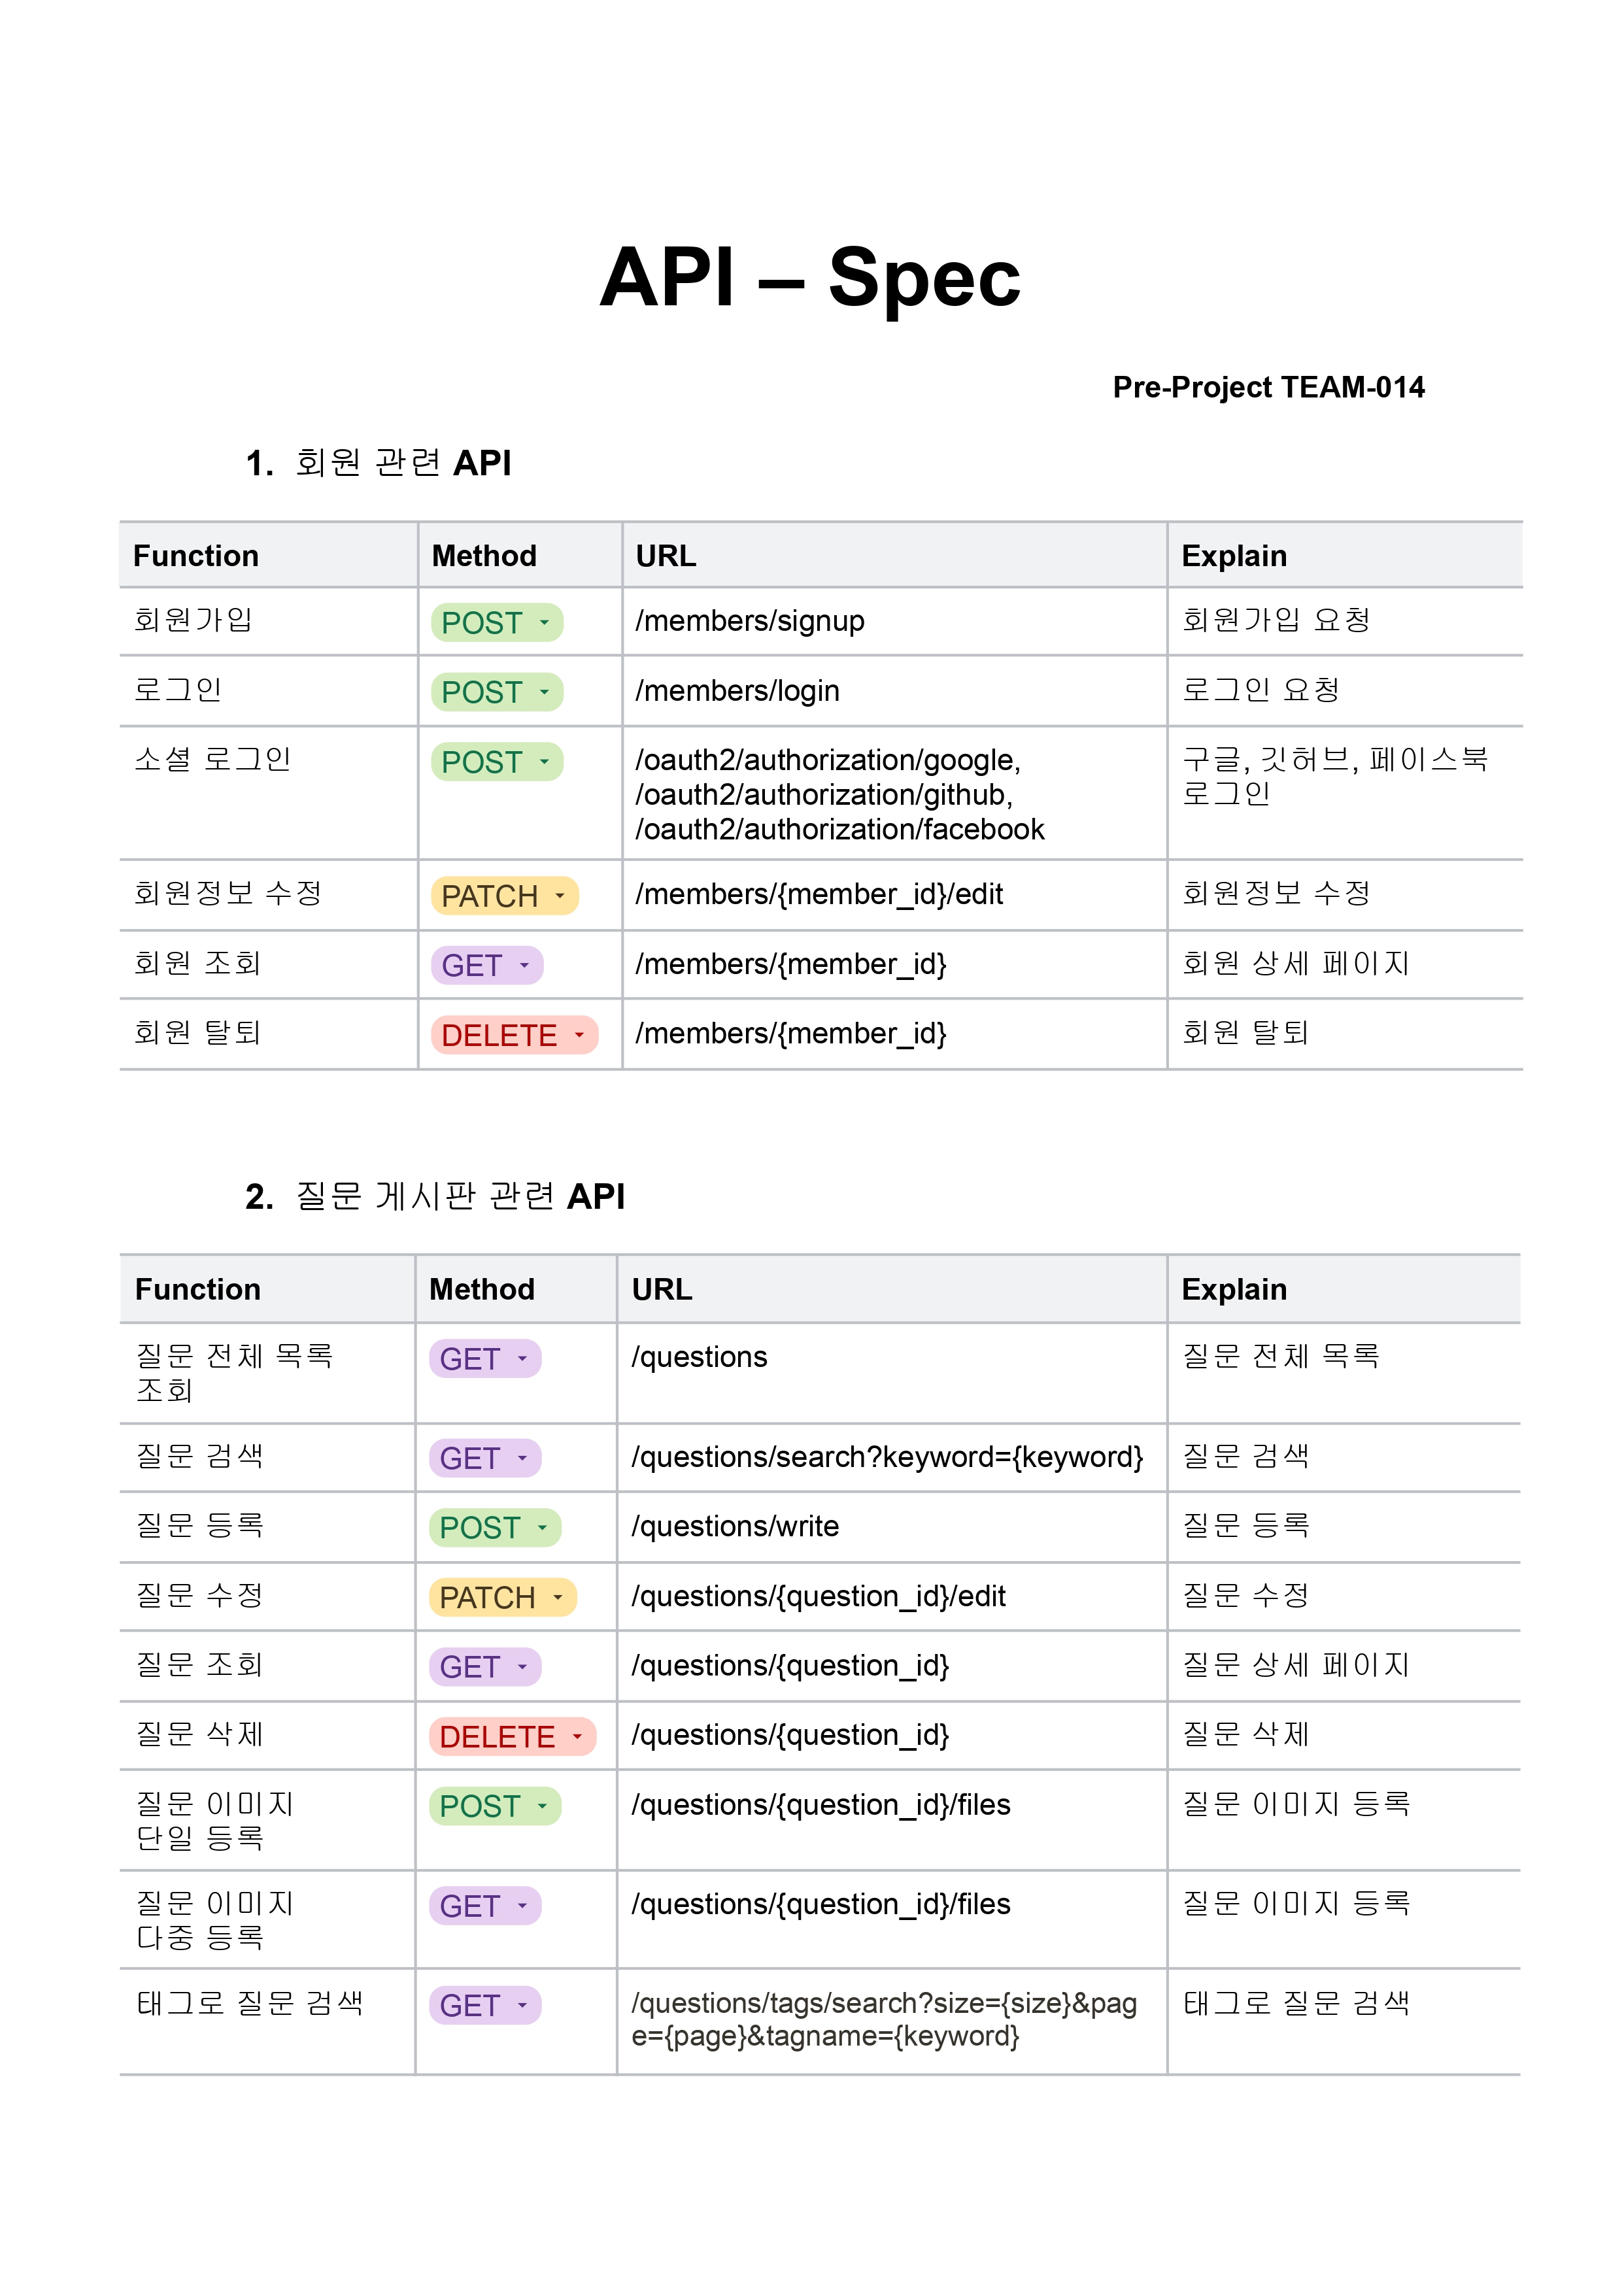 API – Spec
Pre-Project TEAM-014
1. 회원 관련 API
Function Method URL Explain
회원가입 POST /members/signup 회원가입 요청
로그인 POST /members/login 로그인 요청
소셜 로그인 POST /oauth2/authorization/google, 구글, 깃허브, 페이스북
/oauth2/authorization/github, 로그인
/oauth2/authorization/facebook
회원정보 수정 PATCH /members/{member_id}/edit 회원정보 수정
회원 조회 GET /members/{member_id} 회원 상세 페이지
회원 탈퇴 DELETE /members/{member_id} 회원 탈퇴
2. 질문 게시판 관련 API
Function Method URL Explain
질문 전체 목록 GET /questions 질문 전체 목록
조회
질문 검색 GET /questions/search?keyword={keyword} 질문 검색
질문 등록 POST /questions/write 질문 등록
질문 수정 PATCH /questions/{question_id}/edit 질문 수정
질문 조회 GET /questions/{question_id} 질문 상세 페이지
질문 삭제 DELETE /questions/{question_id} 질문 삭제
질문 이미지 POST /questions/{question_id}/files 질문 이미지 등록
단일 등록
질문 이미지 GET /questions/{question_id}/files 질문 이미지 등록
다중 등록
태그로 질문 검색 GET /questions/tags/search?size={size}&pag 태그로 질문 검색
e={page}&tagname={keyword}